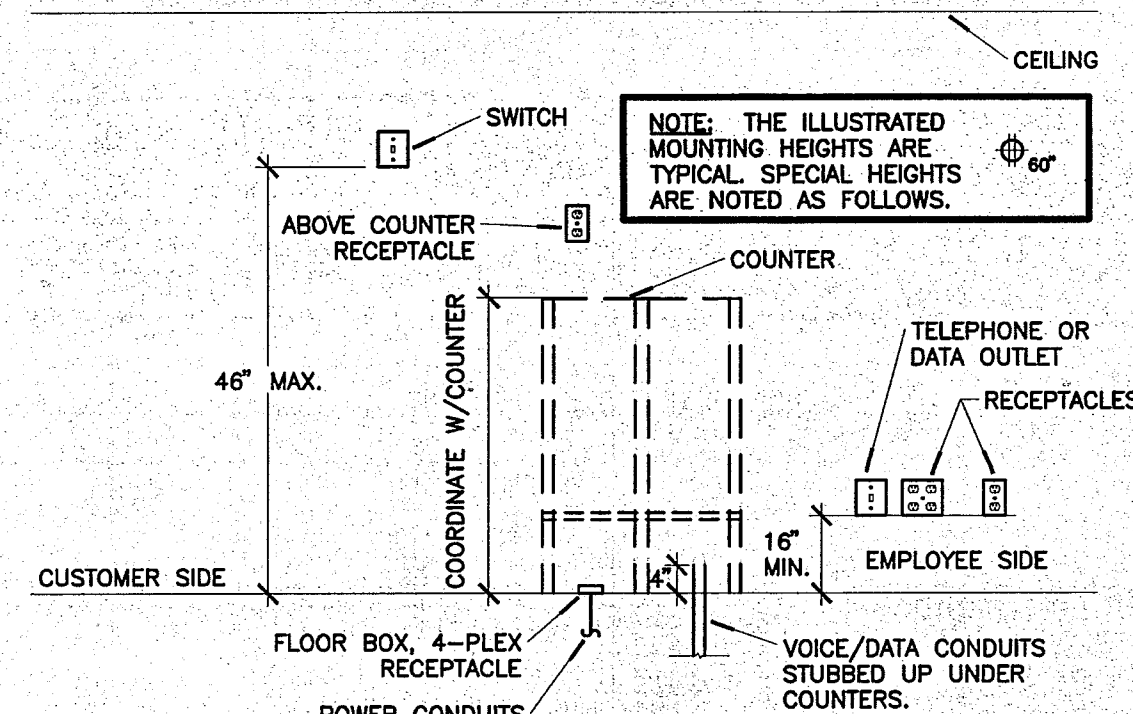 CEILING
SWITCH
NOTE: THE ILLUSTRATED
MOUNTING HEIGHTS ARE
TYPICAL. SPECIAL HEIGHTS
ARE NOTED AS FOLLOWS.
60"
ABOVE COUNTER
RECEPTACLE
COUNTER
TELEPHONE OR
DATA OUTLET
46" MAX.
COORDINATE W/COUNTER
RECEPTACLES
16"
MIN.
4"
EMPLOYEE SIDE
CUSTOMER SIDE
FLOOR BOX, 4-PLEX
RECEPTACLE
VOICE/DATA CONDUITS
STUBBED UP UNDER
COUNTERS.
POWER CONDUITS